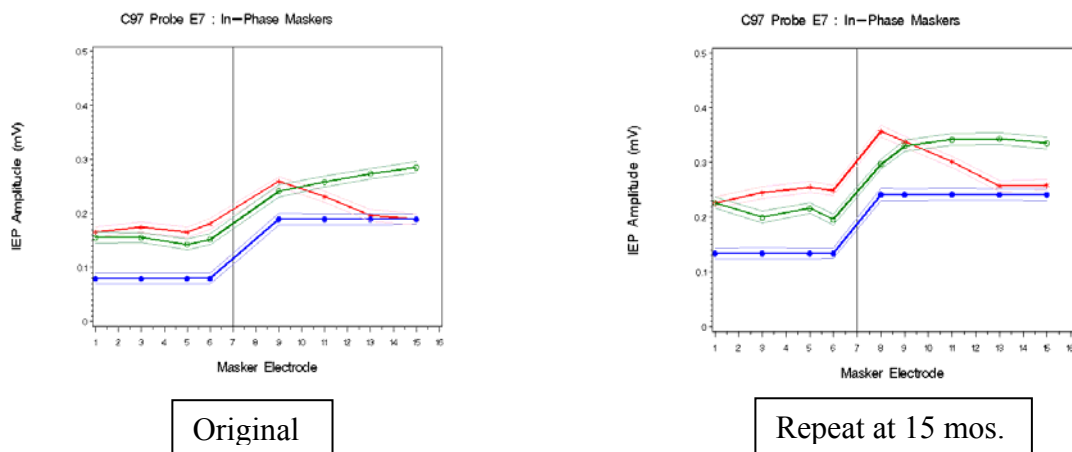 C97 Probe E7 : In-Phase Maskers
IEP Amplitude (mV)
0.5
0.4
0.3
0.2
0.1
0
1 2 3 4 5 6 7 8 9 10 11 12 13 14 15 16
Masker Electrode
Original
C97 Probe E7 : In-Phase Maskers
IEP Amplitude (mV)
0.5
0.4
0.3
0.2
0.1
0
1 2 3 4 5 6 7 8 9 10 11 12 13 14 15 16
Masker Electrode
Repeat at 15 mos.